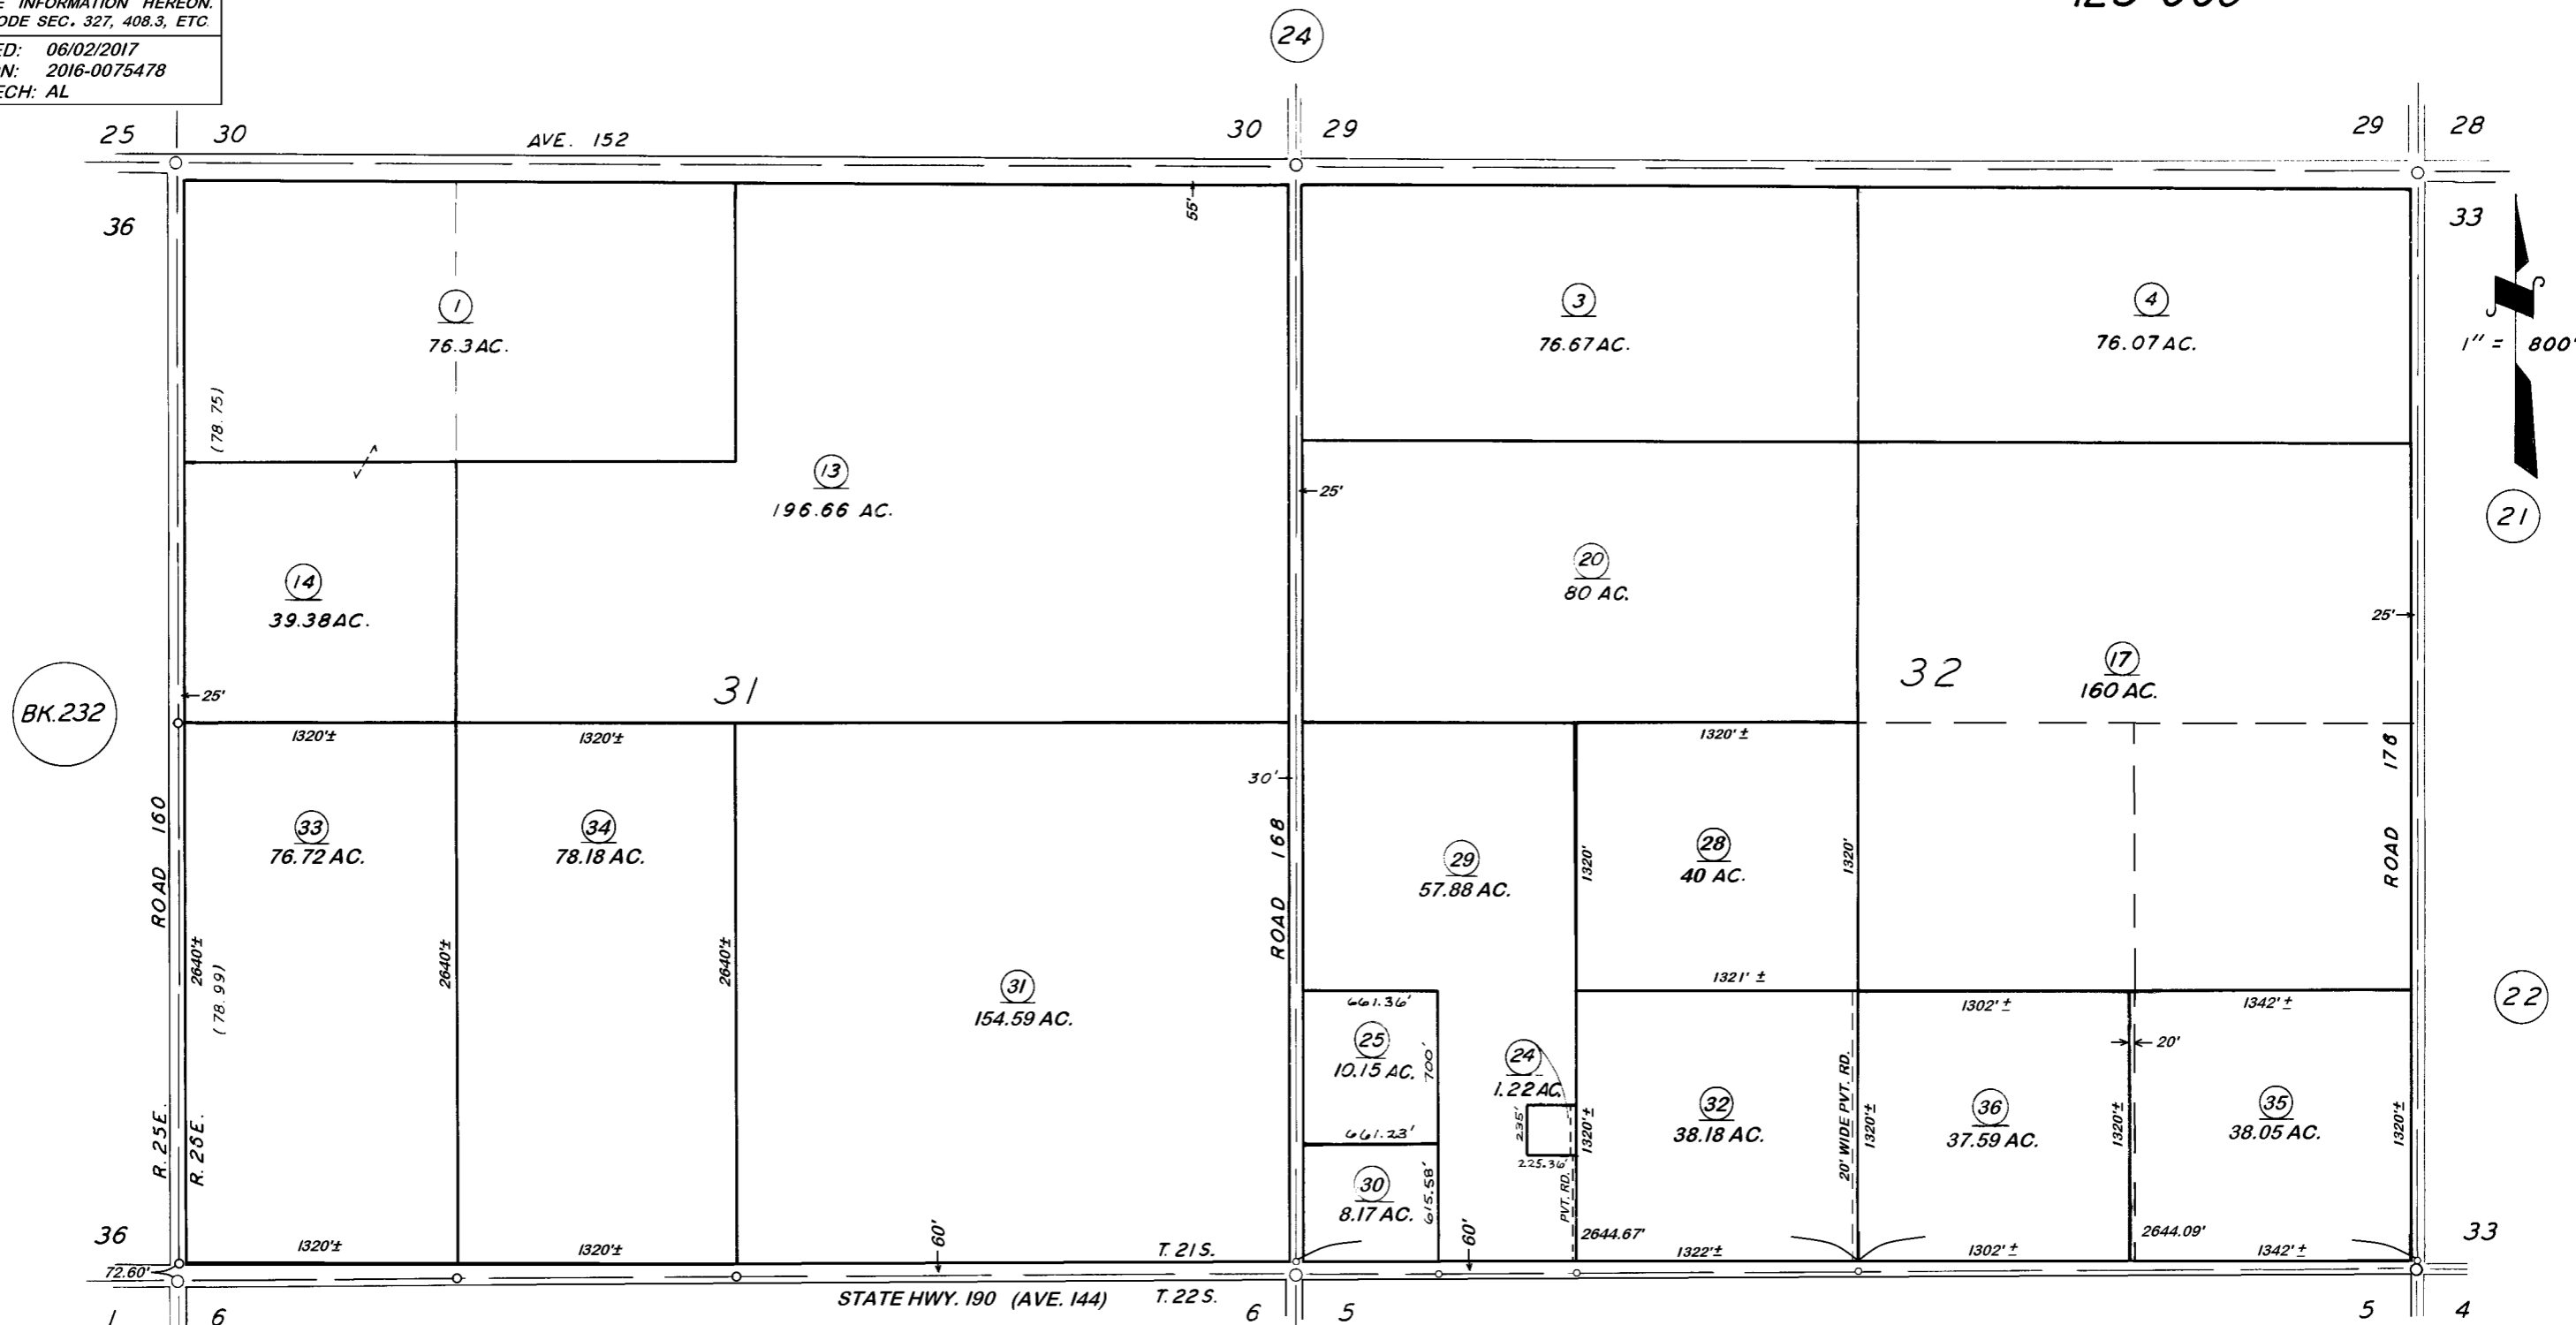 INFORMATION HEREON.
SEC. 327, 408.3, ETC.
06/02/2017
2016-0075478
AL
24
25 30
AVE. 152
30 29
29 28
36
55'
33
1
76.3 AC.
3
76.67 AC.
4
76.07 AC.
1" = 800'
(78.75)
13
196.66 AC.
25'
21
14
39.38 AC.
20
80 AC.
25'
BK.232
25'
31
32
17
160 AC.
1320'±
1320'±
1320'±
30'
ROAD 160
ROAD 168
ROAD 176
33
76.72 AC.
34
78.18 AC.
29
57.88 AC.
1320'
28
40 AC.
1320'
2640'±
(78.99)
2640'±
2640'±
31
154.59 AC.
1321'±
661.36'
1302'±
1342'±
22
25
10.15 AC.
700'
24
1.22 AC.
20'
R. 25E.
R. 26E.
661.23'
235'
225.36'
1320'±
PVT. RD.
32
38.18 AC.
20' WIDE PVT. RD.
1320'±
36
37.59 AC.
1320'±
35
38.05 AC.
1320'±
30
8.17 AC.
615.58'
36
1320'±
1320'±
60'
T. 21 S.
60'
2644.67'
1322'±
1302'±
2644.09'
1342'±
33
72.60'
STATE HWY. 190 (AVE. 144)
T. 22 S.
1 6
6 5
5 4